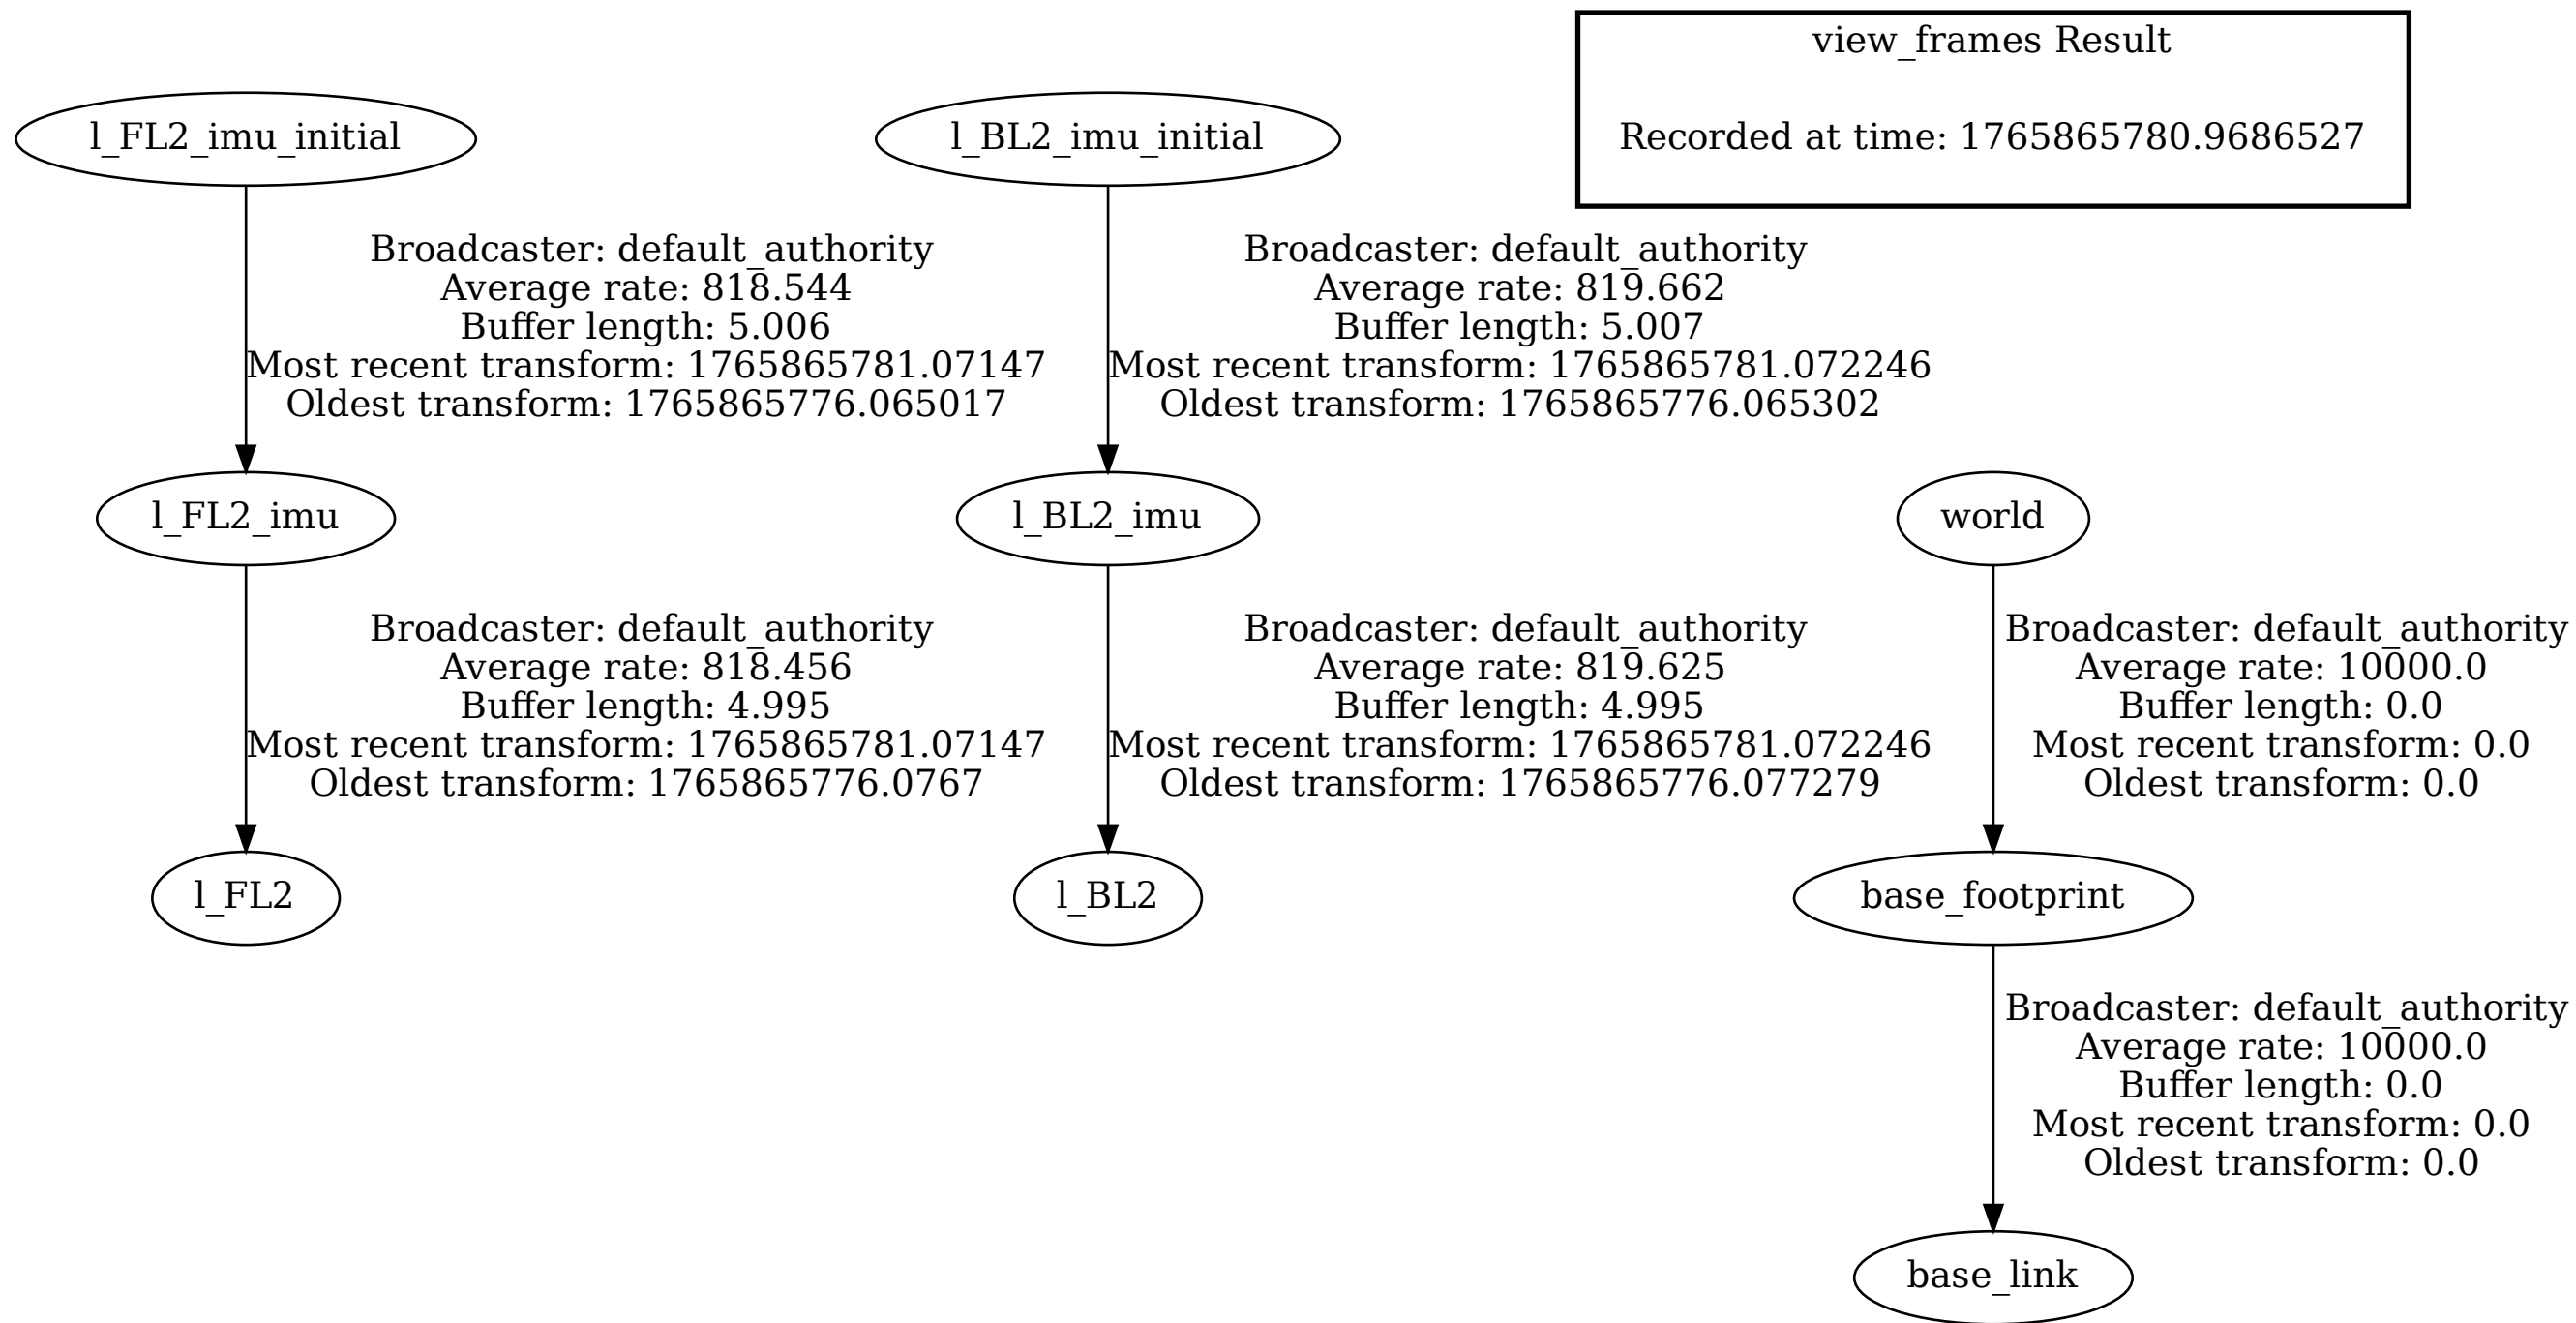 view_frames Result
Recorded at time: 1765865780.9686527
l_FL2_imu_initial
l_BL2_imu_initial
Broadcaster: default_authority
Average rate: 818.544
Buffer length: 5.006
Most recent transform: 1765865781.07147
Oldest transform: 1765865776.065017
Broadcaster: default_authority
Average rate: 819.662
Buffer length: 5.007
Most recent transform: 1765865781.072246
Oldest transform: 1765865776.065302
l_FL2_imu
l_BL2_imu
world
Broadcaster: default_authority
Average rate: 818.456
Buffer length: 4.995
Most recent transform: 1765865781.07147
Oldest transform: 1765865776.0767
Broadcaster: default_authority
Average rate: 819.625
Buffer length: 4.995
Most recent transform: 1765865781.072246
Oldest transform: 1765865776.077279
Broadcaster: default_authority
Average rate: 10000.0
Buffer length: 0.0
Most recent transform: 0.0
Oldest transform: 0.0
l_FL2
l_BL2
base_footprint
Broadcaster: default_authority
Average rate: 10000.0
Buffer length: 0.0
Most recent transform: 0.0
Oldest transform: 0.0
base_link